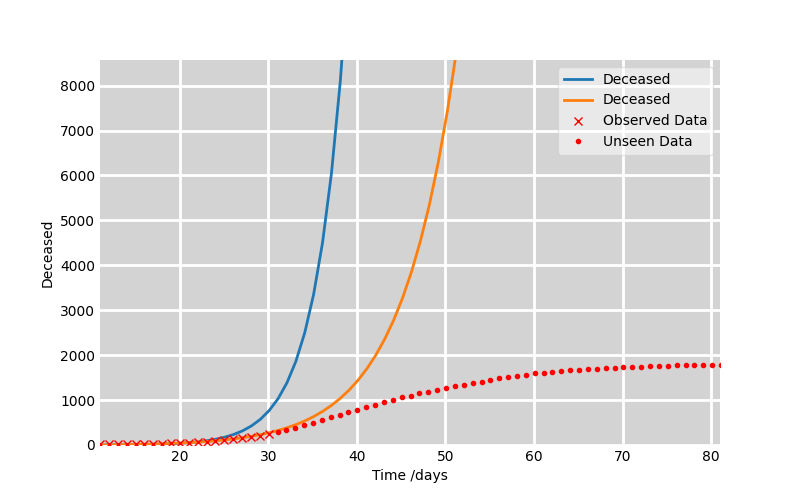 8000
7000
6000
5000
4000
3000
2000
1000
0
Deceased
20 30 40 50 60 70 80
Time /days
Deceased
Deceased
Observed Data
Unseen Data